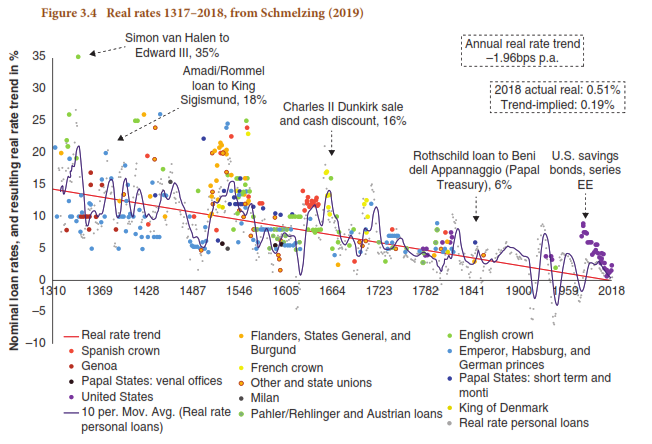 Figure 3.4 Real rates 1317–2018, from Schmelzing (2019)
Simon van Halen to
Edward III, 35%
Amadi/Rommel
loan to King
Sigismund, 18%
Charles II Dunkirk sale
and cash discount, 16%
Annual real rate trend
–1.96bps p.a.
2018 actual real: 0.51%
Trend-implied: 0.19%
Rothschild loan to Beni
dell Appannaggio (Papal
Treasury), 6%
U.S. savings
bonds, series
EE
Nominal loan rates, and resulting real rate trend in %
35
30
25
20
15
10
5
0
–5
–10
1310 1369 1428 1487 1546 1605 1664 1723 1782 1841 1900 1959 2018
Real rate trend
Spanish crown
Genoa
Papal States: venal offices
United States
10 per. Mov. Avg. (Real rate
personal loans)
Flanders, States General, and
Burgund
French crown
Other and state unions
Milan
Pahler/Rehlinger and Austrian loans
English crown
Emperor, Habsburg, and
German princes
Papal States: short term and
monti
King of Denmark
Real rate personal loans